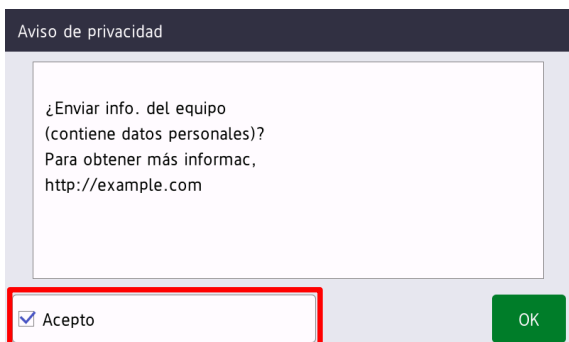 Aviso de privacidad
¿Enviar info. del equipo
(contiene datos personales)?
Para obtener más informac,
http://example.com
Acepto
OK